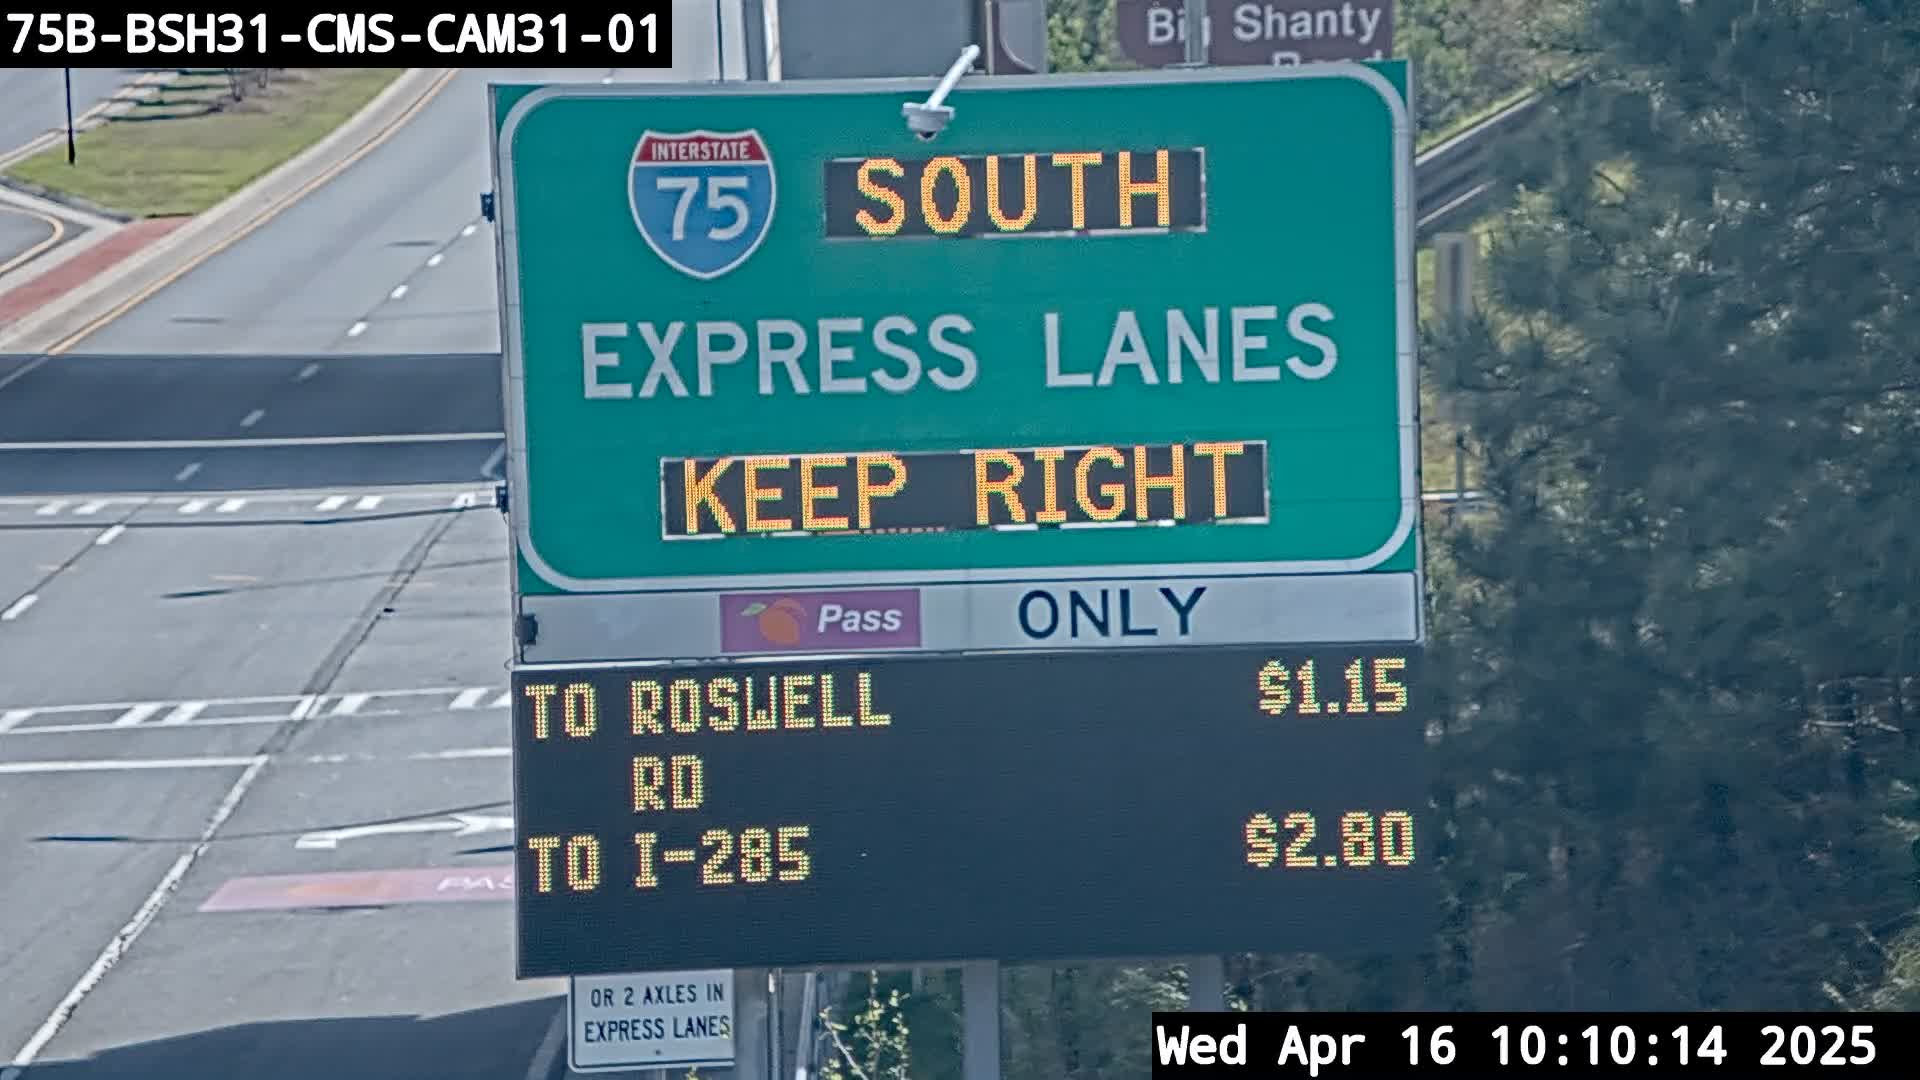 75B-BSH31-CMS-CAM31-01
Big Shanty
Road
INTERSTATE
75
SOUTH
EXPRESS LANES
KEEP RIGHT
Pass ONLY
TO ROSWELL $1.15
RD
TO I-285 $2.80
PAS
OR 2 AXLES IN
EXPRESS LANES
Wed Apr 16 10:10:14 2025